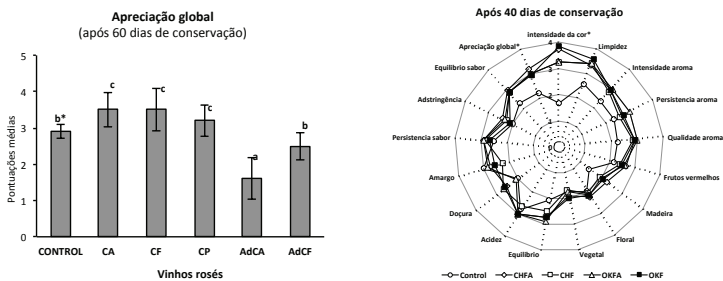 Apreciação global
(após 60 dias de conservação)
Pontuações médias
5
4
3
2
1
0
b*
c
c
c
a
b
CONTROL
CA
CF
CP
AdCA
AdCF
Vinhos rosés
Após 40 dias de conservação
intensidade da cor*
Limpidez
Intensidade aroma
Persistencia aroma
Qualidade aroma
Frutos vermelhos
Madeira
Floral
Vegetal
Equilíbrio
Acidez
Doçura
Amargo
Persistencia sabor
Adstringência
Equilibrio sabor
Apreciação global*
4
3
2
1
0
Control
CHFA
CHF
OKFA
OKF